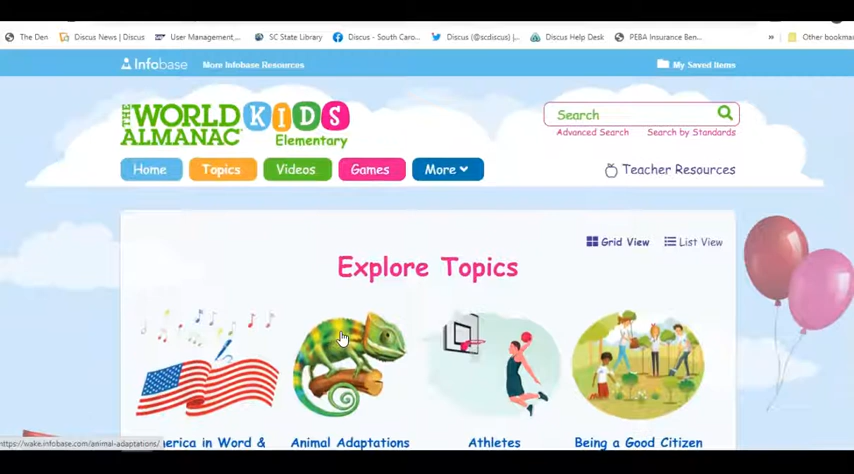 The Den Discus News | Discus User Management,... SC State Library Discus - South Caro... Discus (@scdiscus) |... Discus Help Desk PEBA Insurance Ben... » Other bookmar
Infobase More Infobase Resources My Saved Items
THE WORLD ALMANAC KIDS
Elementary
Search
Advanced Search Search by Standards
Home Topics Videos Games More Teacher Resources
Grid View List View
Explore Topics
https://wake.infobase.com/animal-adaptations/
merica in Word & Animal Adaptations Athletes Being a Good Citizen